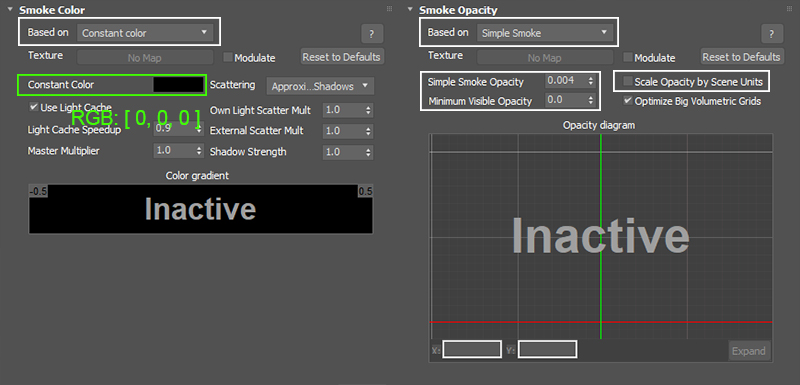 Smoke Color
Based on Constant color ?
Texture No Map Modulate Reset to Defaults
Constant Color Scattering Approxi...Shadows
RGB: [ 0, 0, 0 ]
Use Light Cache Own Light Scatter Mult 1.0
Light Cache Speedup 0.9 External Scatter Mult 1.0
Master Multiplier 1.0 Shadow Strength 1.0
Color gradient
-0.5 0.5
Inactive
Smoke Opacity
Based on Simple Smoke ?
Texture No Map Modulate Reset to Defaults
Simple Smoke Opacity 0.004 Scale Opacity by Scene Units
Minimum Visible Opacity 0.0 Optimize Big Volumetric Grids
Opacity diagram
Inactive
X: Y: Expand